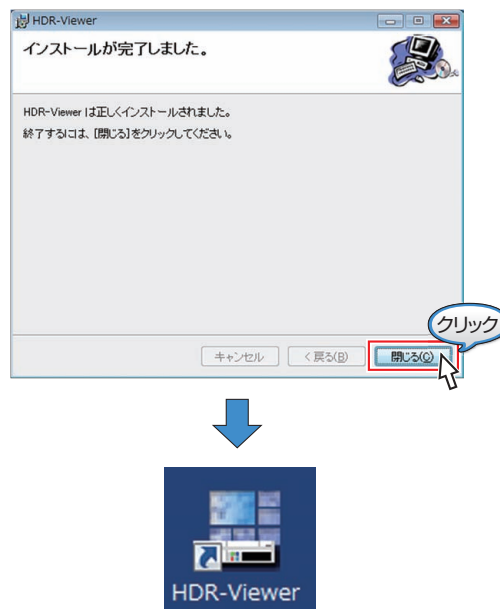 HDR-Viewer
インストールが完了しました。
HDR-Viewer は正しくインストールされました。
終了するには、[閉じる]をクリックしてください。
クリック
キャンセル
< 戻る(B)
閉じる(C)
HDR-Viewer